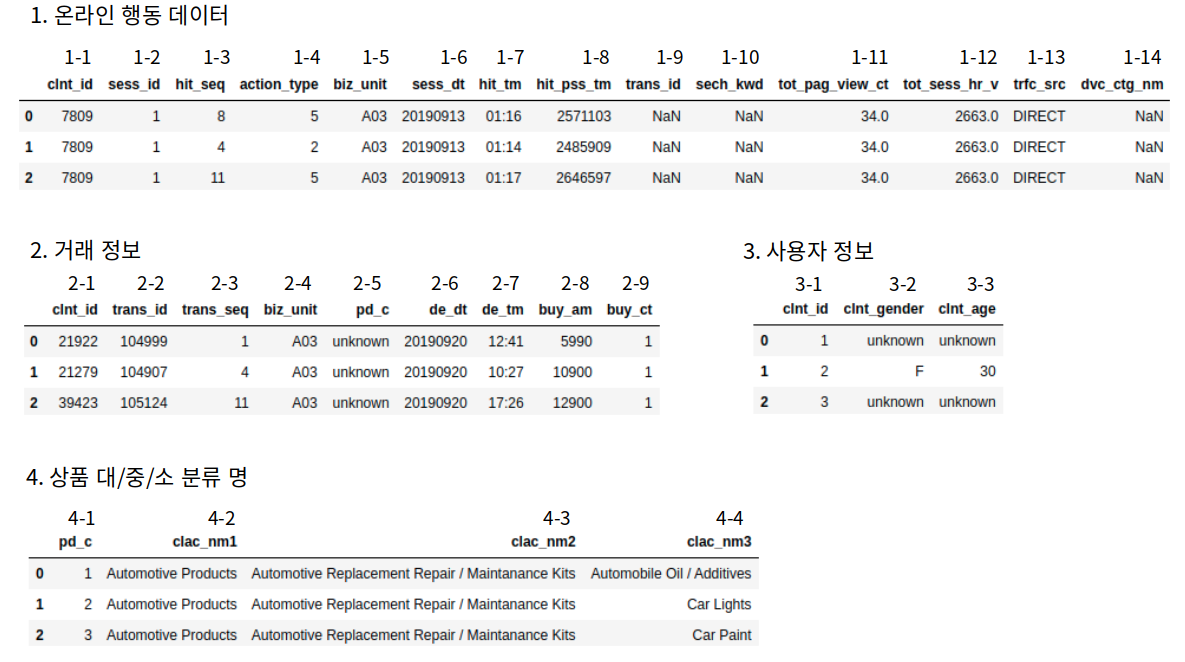 1. 온라인 행동 데이터
1-1 1-2 1-3 1-4 1-5 1-6 1-7 1-8 1-9 1-10 1-11 1-12 1-13 1-14
clnt_id sess_id hit_seq action_type biz_unit sess_dt hit_tm hit_pss_tm trans_id sech_kwd tot_pag_view_ct tot_sess_hr_v trfc_src dvc_ctg_nm
0 7809 1 8 5 A03 20190913 01:16 2571103 NaN NaN 34.0 2663.0 DIRECT NaN
1 7809 1 4 2 A03 20190913 01:14 2485909 NaN NaN 34.0 2663.0 DIRECT NaN
2 7809 1 11 5 A03 20190913 01:17 2646597 NaN NaN 34.0 2663.0 DIRECT NaN
2. 거래 정보
2-1 2-2 2-3 2-4 2-5 2-6 2-7 2-8 2-9
clnt_id trans_id trans_seq biz_unit pd_c de_dt de_tm buy_am buy_ct
0 21922 104999 1 A03 unknown 20190920 12:41 5990 1
1 21279 104907 4 A03 unknown 20190920 10:27 10900 1
2 39423 105124 11 A03 unknown 20190920 17:26 12900 1
3. 사용자 정보
3-1 3-2 3-3
clnt_id clnt_gender clnt_age
0 1 unknown unknown
1 2 F 30
2 3 unknown unknown
4. 상품 대/중/소 분류 명
4-1 4-2 4-3 4-4
pd_c clac_nm1 clac_nm2 clac_nm3
0 1 Automotive Products Automotive Replacement Repair / Maintanance Kits Automobile Oil / Additives
1 2 Automotive Products Automotive Replacement Repair / Maintanance Kits Car Lights
2 3 Automotive Products Automotive Replacement Repair / Maintanance Kits Car Paint